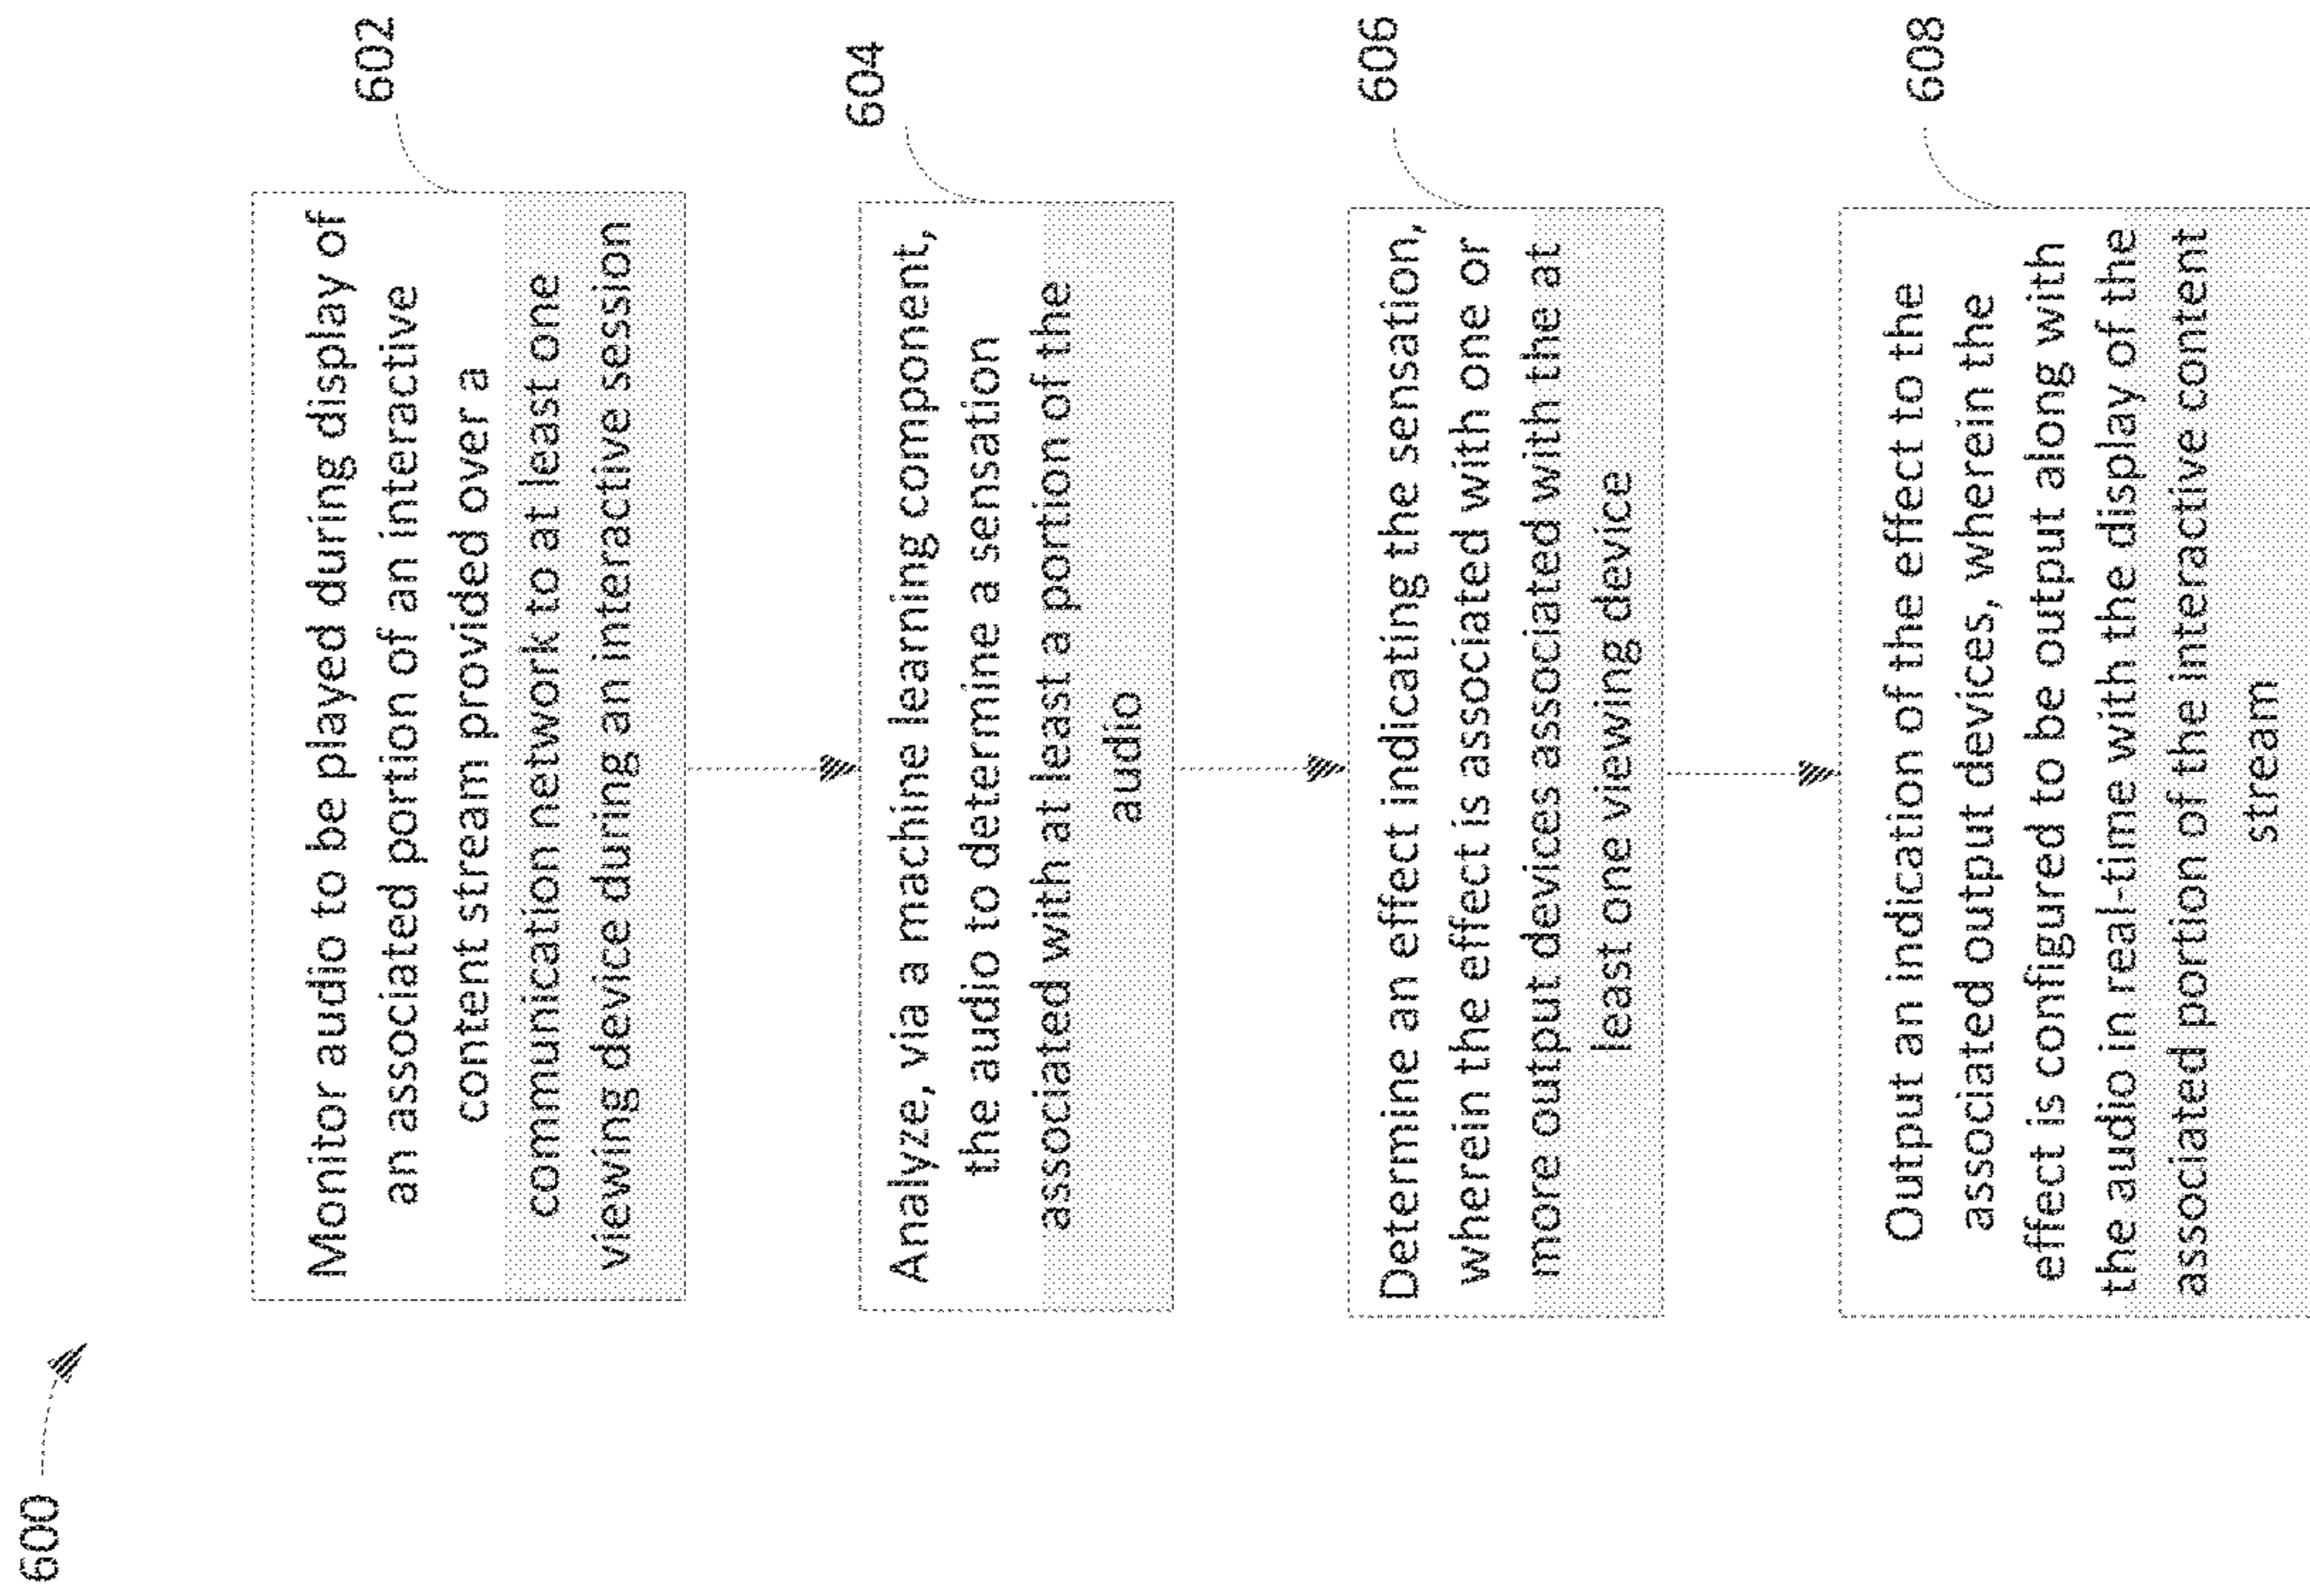 600
Monitor audio to be played during display of
an associated portion of an interactive
content stream provided over a
communication network to at least one
viewing device during an interactive session
602
Analyze, via a machine learning component,
the audio to determine a sensation
associated with at least a portion of the
audio
604
Determine an effect indicating the sensation,
wherein the effect is associated with one or
more output devices associated with the at
least one viewing device
606
Output an indication of the effect to the
associated output devices, wherein the
effect is configured to be output along with
the audio in real-time with the display of the
associated portion of the interactive content
stream
608